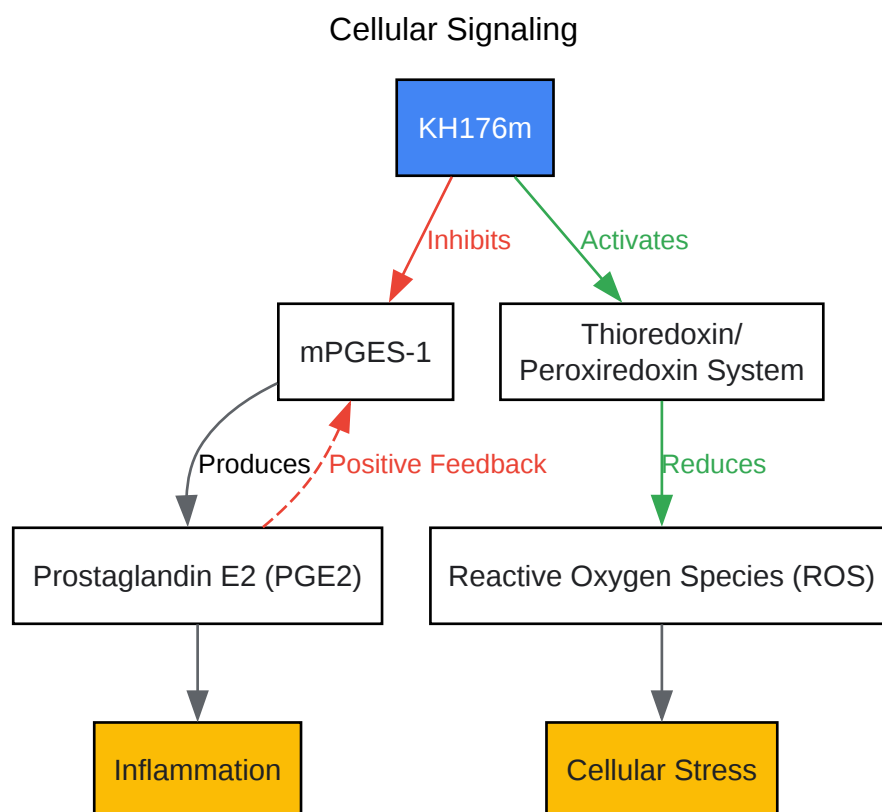 Cellular Signaling
KH176m
Inhibits
Activates
mPGES-1
Thioredoxin/
Peroxiredoxin System
Produces
Positive Feedback
Reduces
Prostaglandin E2 (PGE2)
Reactive Oxygen Species (ROS)
Inflammation
Cellular Stress